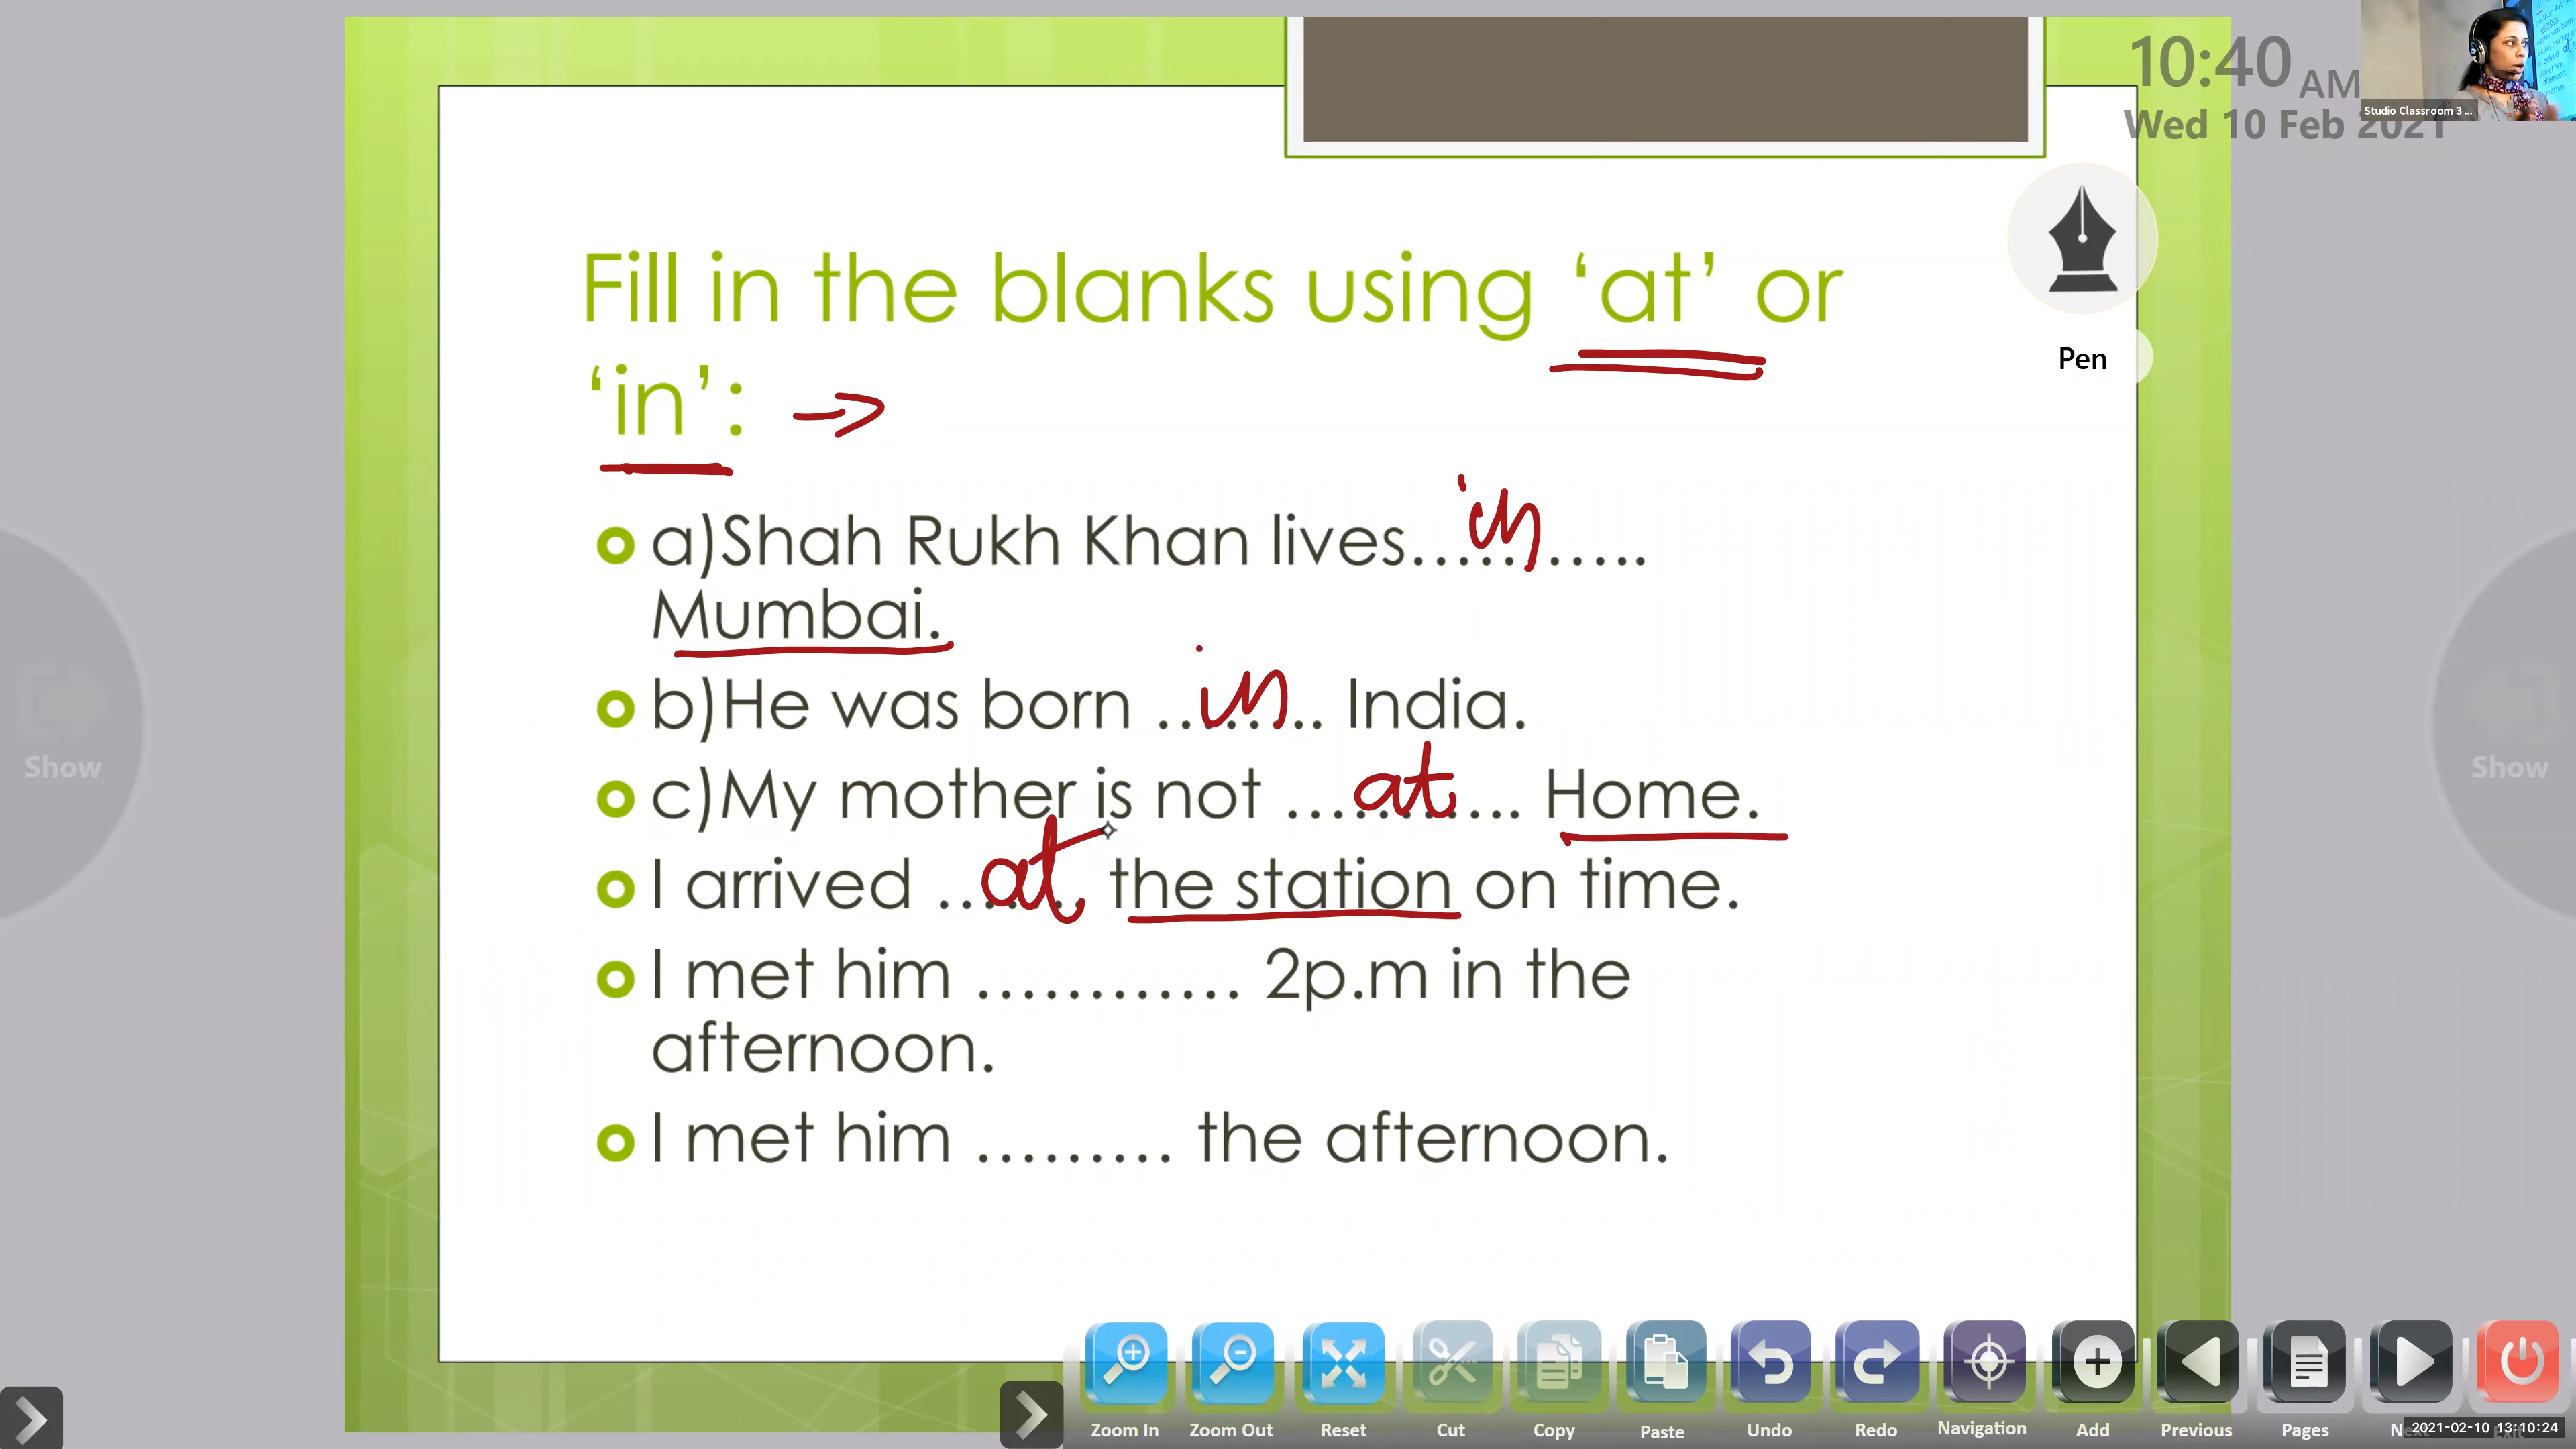 10:40 AM
Wed 10 Feb 2021
Studio Classroom 3 ...
Pen
Fill in the blanks using ‘at’ or
‘in’: →
a)Shah Rukh Khan lives.....in......
Mumbai.
b)He was born ...in... India.
c)My mother is not ....at.... Home.
I arrived ...at... the station on time.
I met him ............ 2p.m in the
afternoon.
I met him ......... the afternoon.
Show
Show
Zoom In Zoom Out Reset Cut Copy Paste Undo Redo Navigation Add Previous Pages
2021-02-10 13:10:24